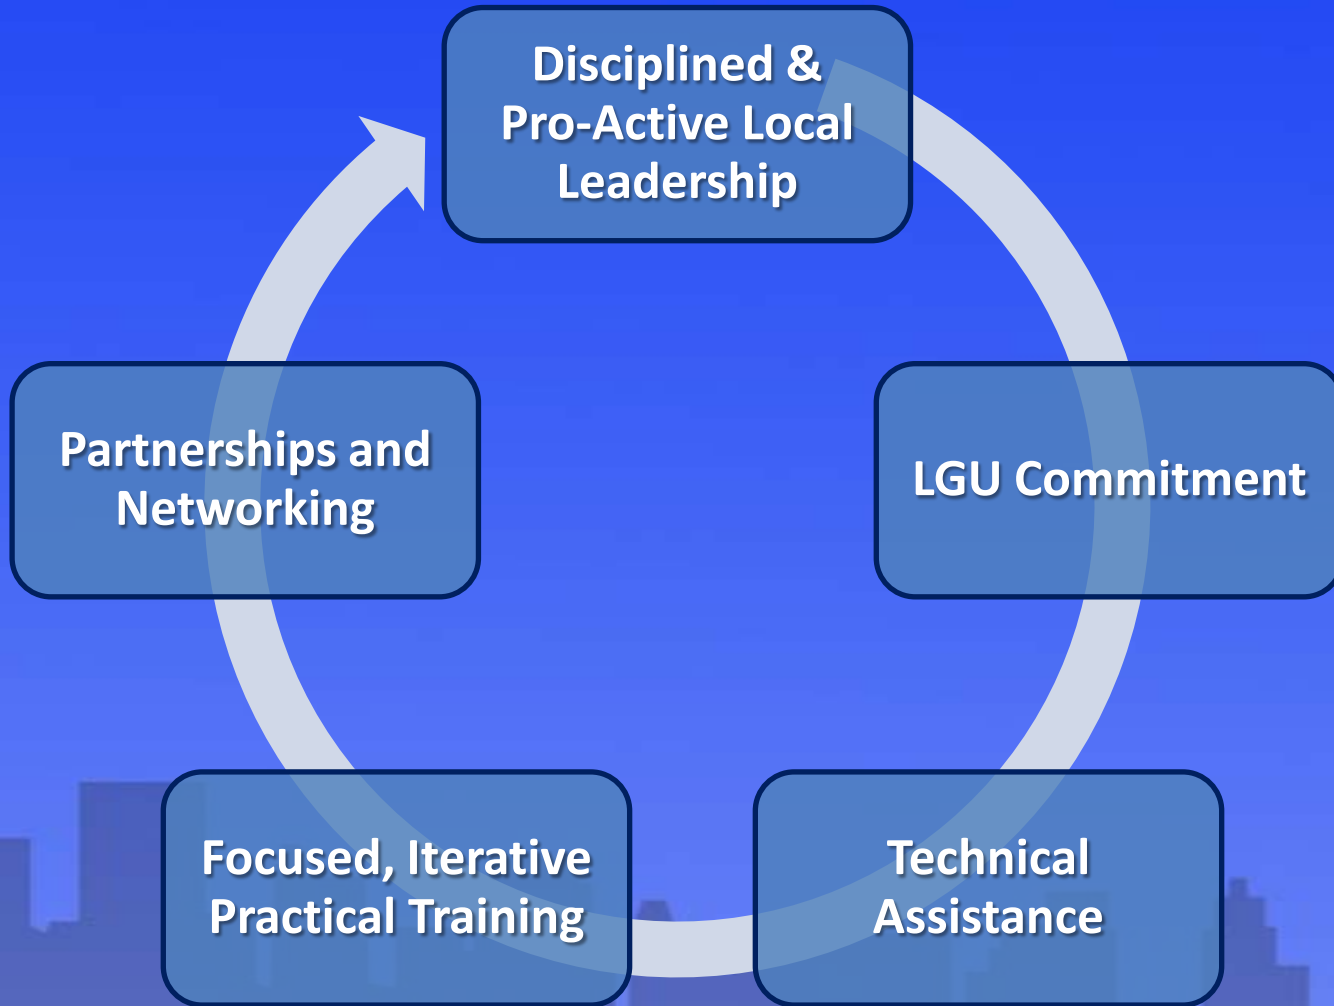 Disciplined &
Pro-Active Local
Leadership
LGU Commitment
Technical
Assistance
Focused, Iterative
Practical Training
Partnerships and
Networking